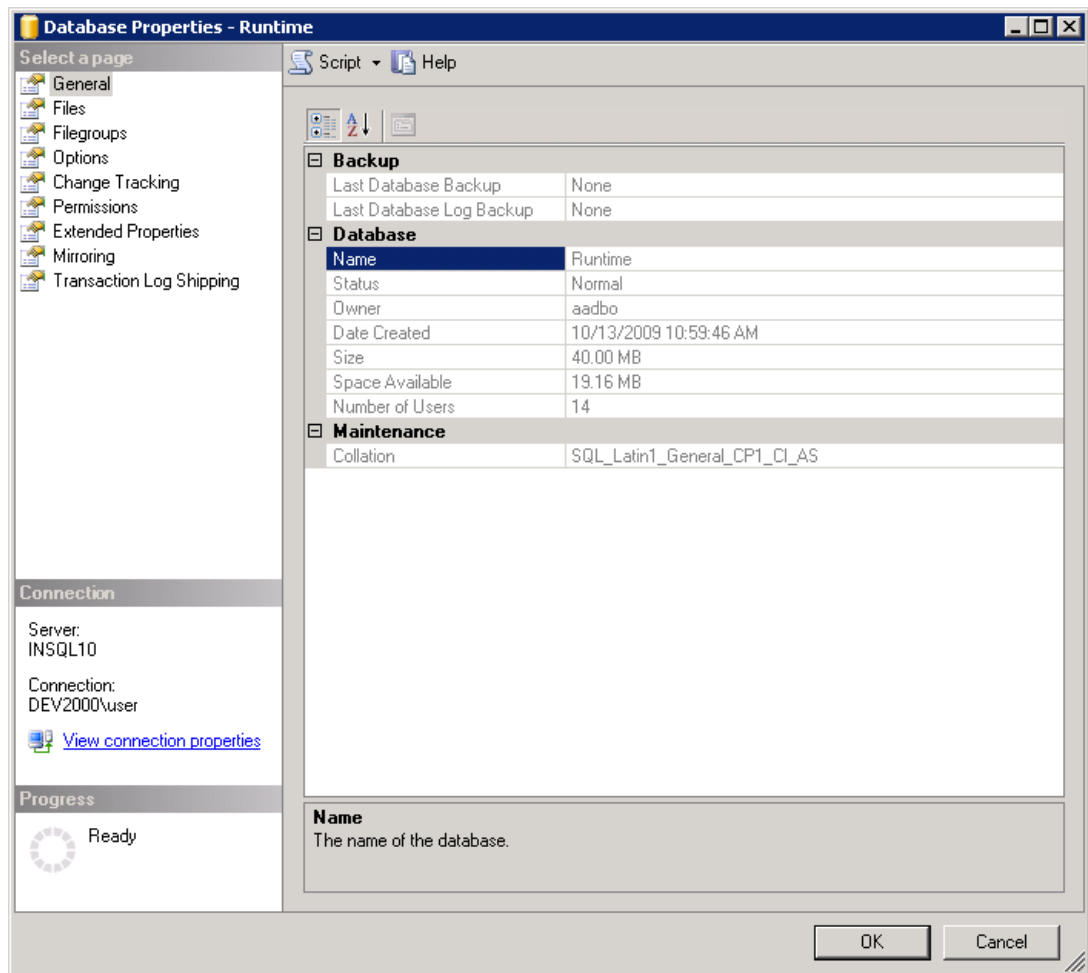 Database Properties - Runtime
Select a page
General
Files
Filegroups
Options
Change Tracking
Permissions
Extended Properties
Mirroring
Transaction Log Shipping
Connection
Server:
INSQL10
Connection:
DEV2000\user
View connection properties
Progress
Ready
Script Help
Backup
Last Database Backup None
Last Database Log Backup None
Database
Name Runtime
Status Normal
Owner aadbo
Date Created 10/13/2009 10:59:46 AM
Size 40.00 MB
Space Available 19.16 MB
Number of Users 14
Maintenance
Collation SQL_Latin1_General_CP1_CI_AS
Name
The name of the database.
OK Cancel